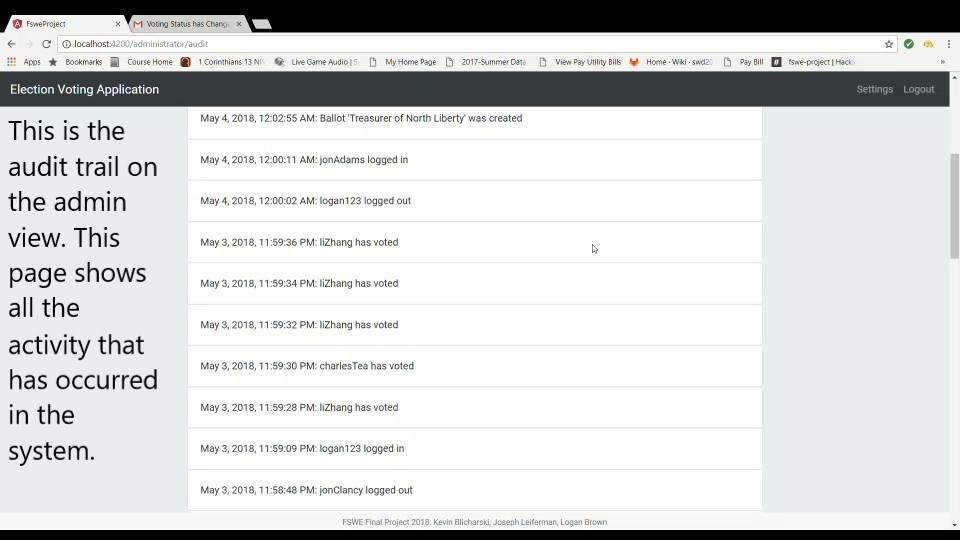 FsweProject
Voting Status has Chang
localhost:4200/administrator/audit
Apps Bookmarks Course Home 1 Corinthians 13 NIV Live Game Audio | S My Home Page 2017-Summer Data View Pay Utility Bills Home · Wiki · swd20 Pay Bill fswe-project | Hack
Election Voting Application
Settings Logout
This is the
audit trail on
the admin
view. This
page shows
all the
activity that
has occurred
in the
system.
May 4, 2018, 12:02:55 AM: Ballot 'Treasurer of North Liberty' was created
May 4, 2018, 12:00:11 AM: jonAdams logged in
May 4, 2018, 12:00:02 AM: logan123 logged out
May 3, 2018, 11:59:36 PM: liZhang has voted
May 3, 2018, 11:59:34 PM: liZhang has voted
May 3, 2018, 11:59:32 PM: liZhang has voted
May 3, 2018, 11:59:30 PM: charlesTea has voted
May 3, 2018, 11:59:28 PM: liZhang has voted
May 3, 2018, 11:59:09 PM: logan123 logged in
May 3, 2018, 11:58:48 PM: jonClancy logged out
FSWE Final Project 2018: Kevin Blicharski, Joseph Leiferman, Logan Brown